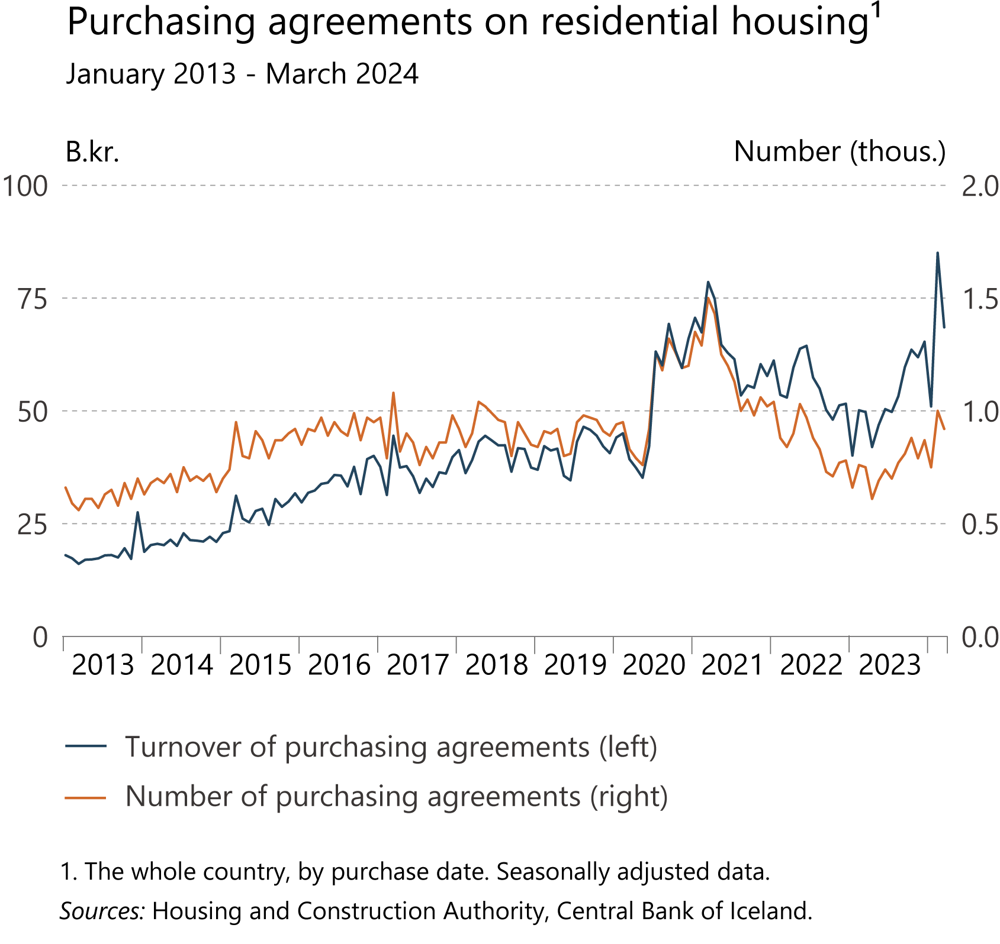 Purchasing agreements on residential housing¹
January 2013 - March 2024
B.kr. Number (thous.)
100 2.0
75 1.5
50 1.0
25 0.5
0 0.0
2013 2014 2015 2016 2017 2018 2019 2020 2021 2022 2023
Turnover of purchasing agreements (left)
Number of purchasing agreements (right)
1. The whole country, by purchase date. Seasonally adjusted data.
Sources: Housing and Construction Authority, Central Bank of Iceland.